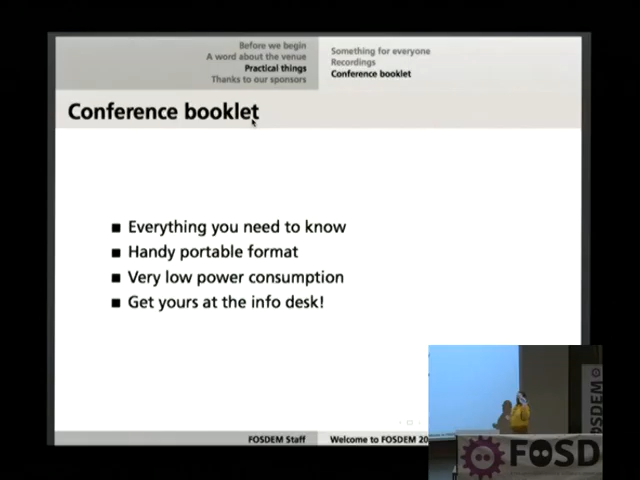 Before we begin
A word about the venue
Practical things
Thanks to our sponsors
Something for everyone
Recordings
Conference booklet
Conference booklet
Everything you need to know
Handy portable format
Very low power consumption
Get yours at the info desk!
FOSDEM Staff
Welcome to FOSDEM 20
FOSDEM
FOSD